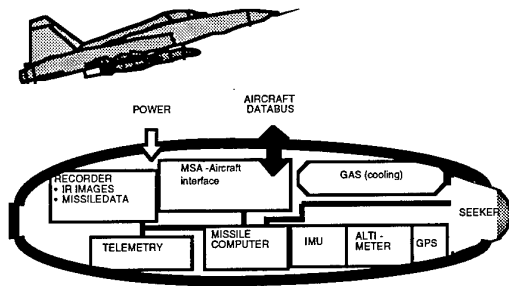 POWER
AIRCRAFT
DATABUS
RECORDER
• IR IMAGES
• MISSILEDATA
MSA -Aircraft
interface
GAS (cooling)
SEEKER
TELEMETRY
MISSILE
COMPUTER
IMU
ALTI -
METER
GPS